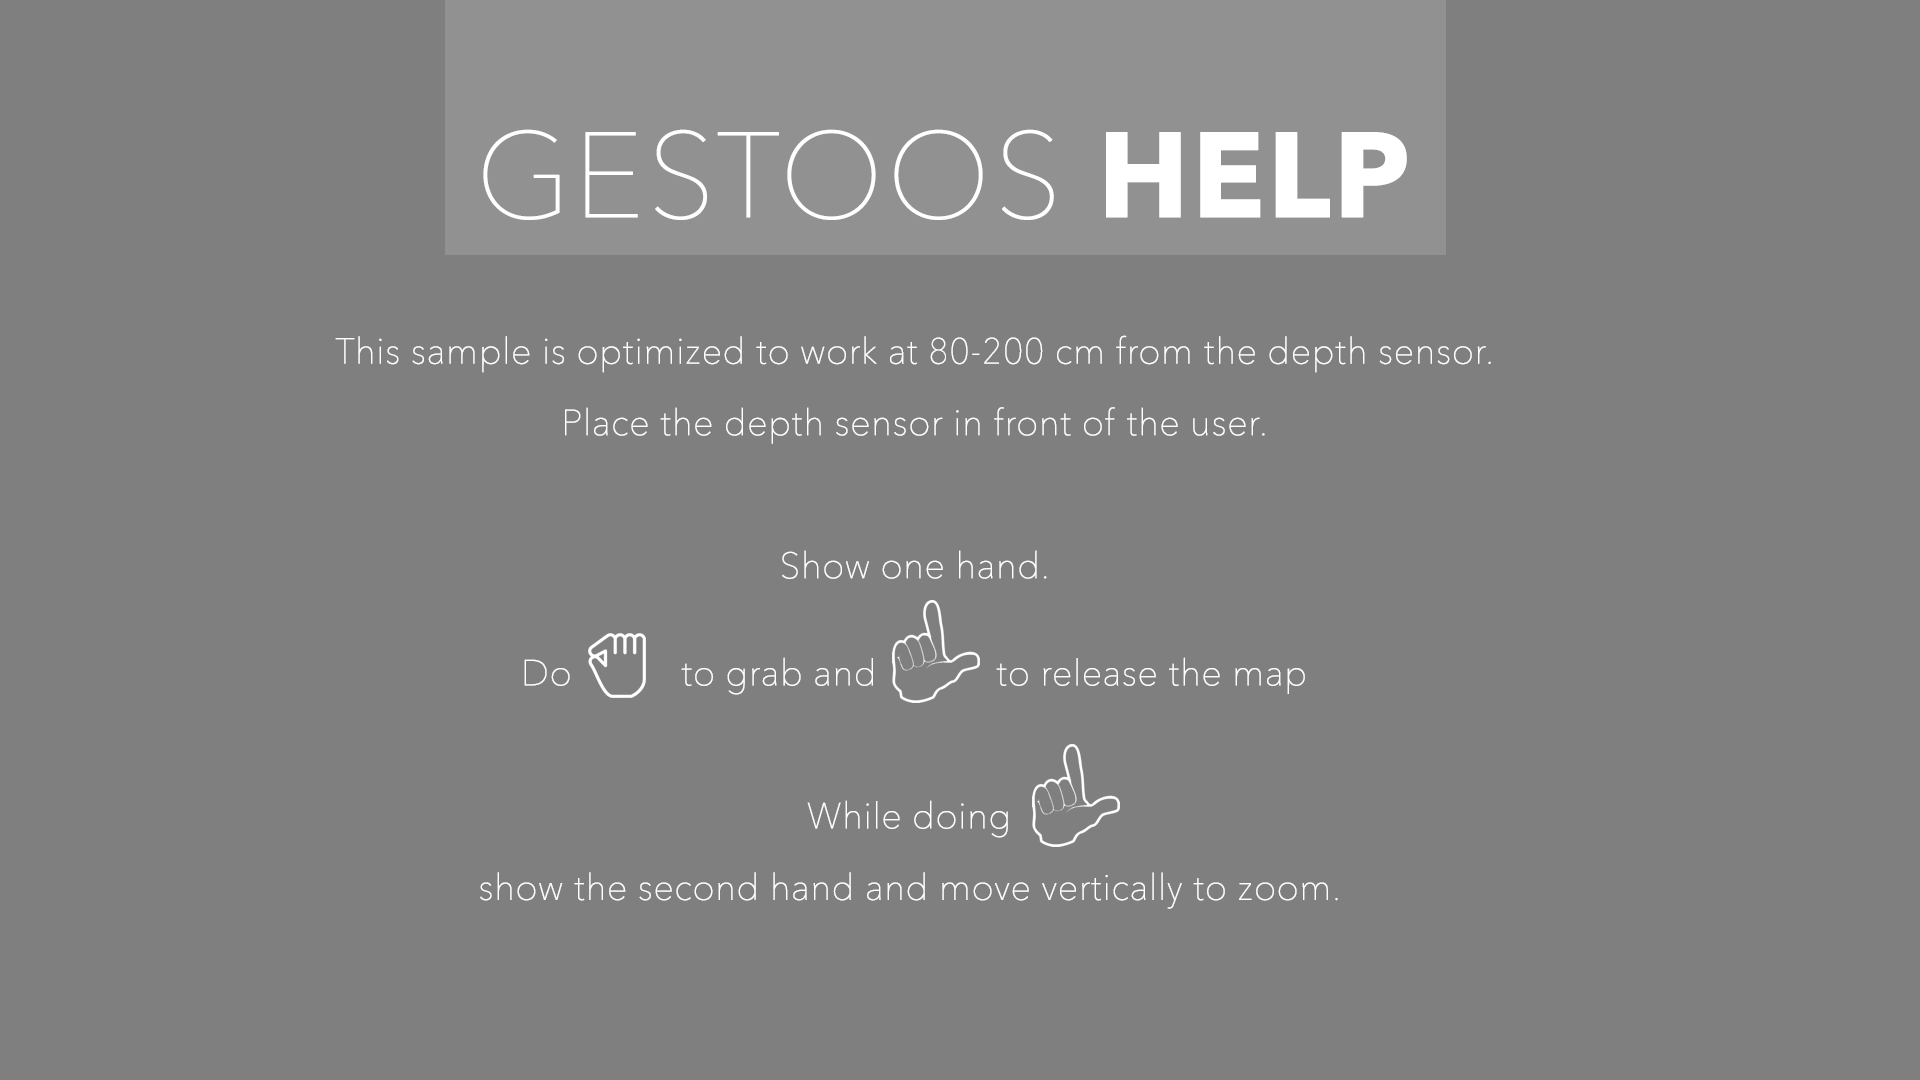 GESTOOS HELP
This sample is optimized to work at 80-200 cm from the depth sensor.
Place the depth sensor in front of the user.
Show one hand.
Do to grab and to release the map
While doing
show the second hand and move vertically to zoom.